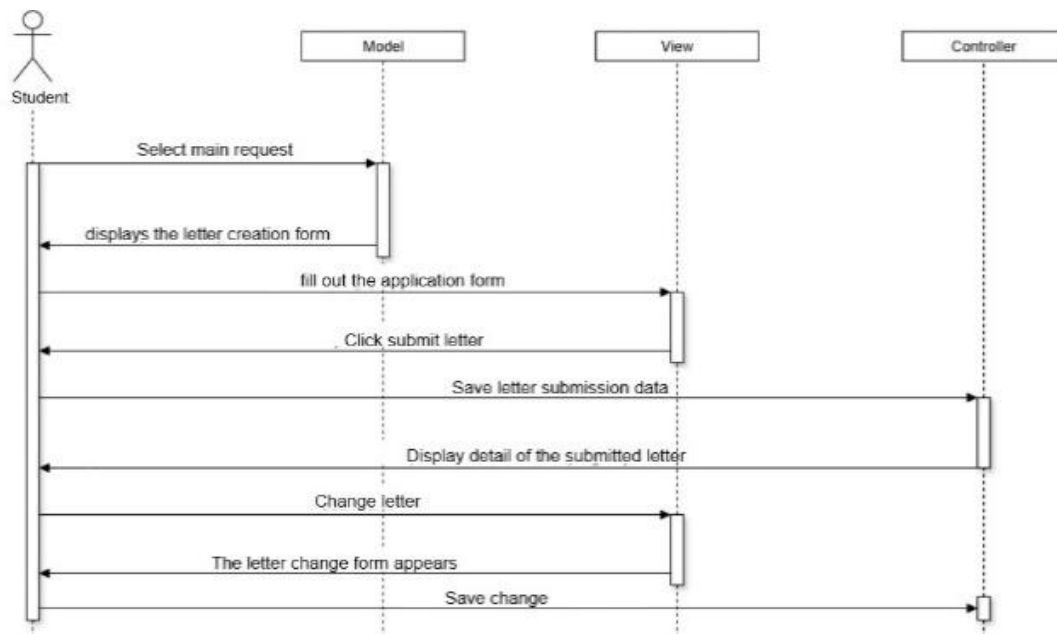 Model
View
Controller
Student
Select main request
displays the letter creation form
fill out the application form
Click submit letter
Save letter submission data
Display detail of the submitted letter
Change letter
The letter change form appears
Save change